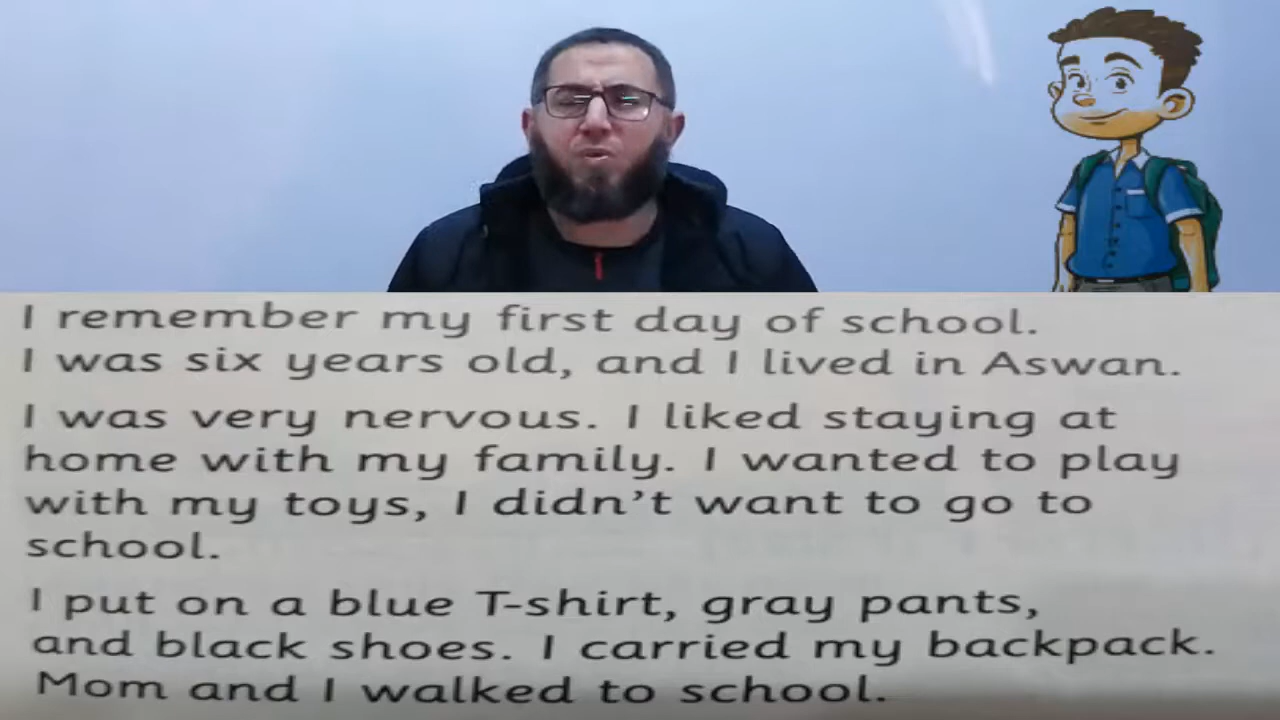 I remember my first day of school.
I was six years old, and I lived in Aswan.
I was very nervous. I liked staying at
home with my family. I wanted to play
with my toys, I didn't want to go to
school.
I put on a blue T-shirt, gray pants,
and black shoes. I carried my backpack.
Mom and I walked to school.